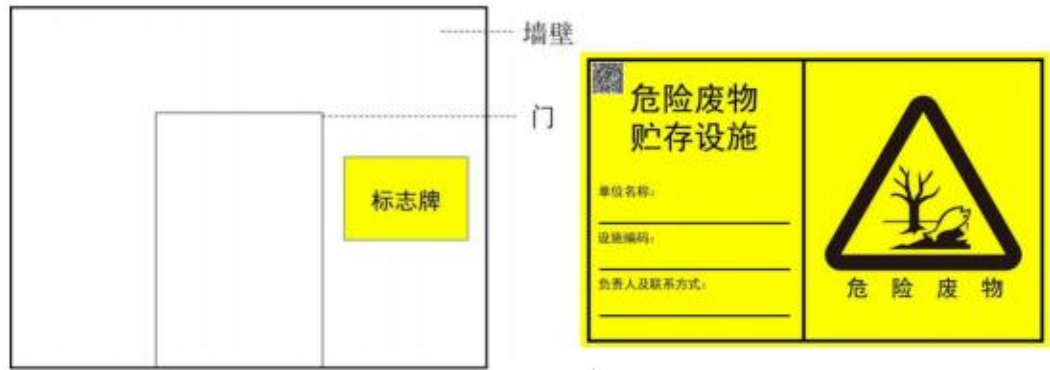 墙壁
门
标志牌
危险废物
贮存设施
单位名称：
设施编码：
负责人及联系方式：
危险废物